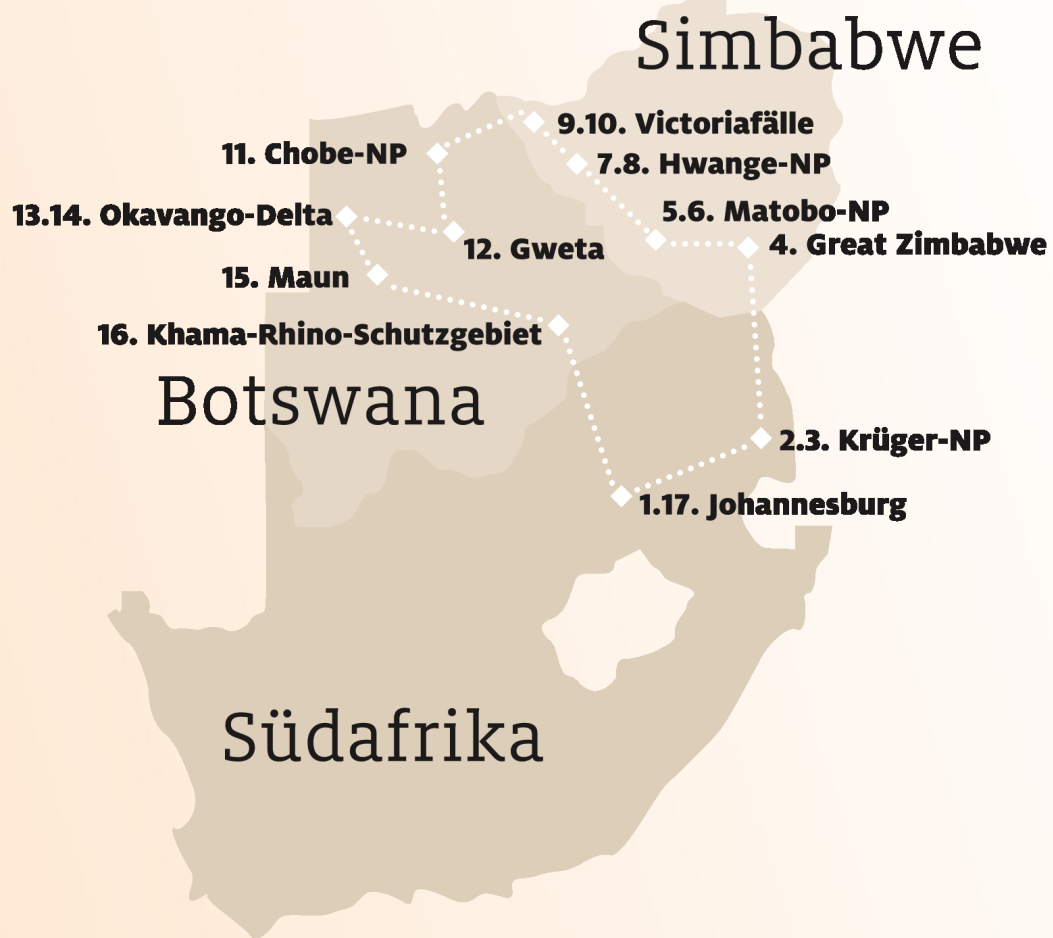 Simbabwe
9.10. Victoriafälle
11. Chobe-NP
7.8. Hwange-NP
13.14. Okavango-Delta
5.6. Matobo-NP
4. Great Zimbabwe
12. Gweta
15. Maun
16. Khama-Rhino-Schutzgebiet
Botswana
2.3. Krüger-NP
1.17. Johannesburg
Südafrika